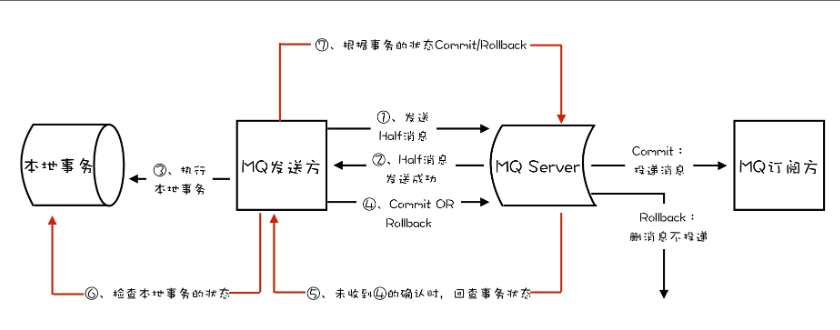 ⑦、根据事务的状态Commit/Rollback
①、发送
Half消息
本地事务
③、执行
本地事务
MQ发送方
②、Half消息
发送成功
MQ Server
Commit：
投递消息
MQ订阅方
④、Commit OR
Rollback
Rollback：
删消息不投递
⑥、检查本地事务的状态
⑤、未收到④的确认时，回查事务状态